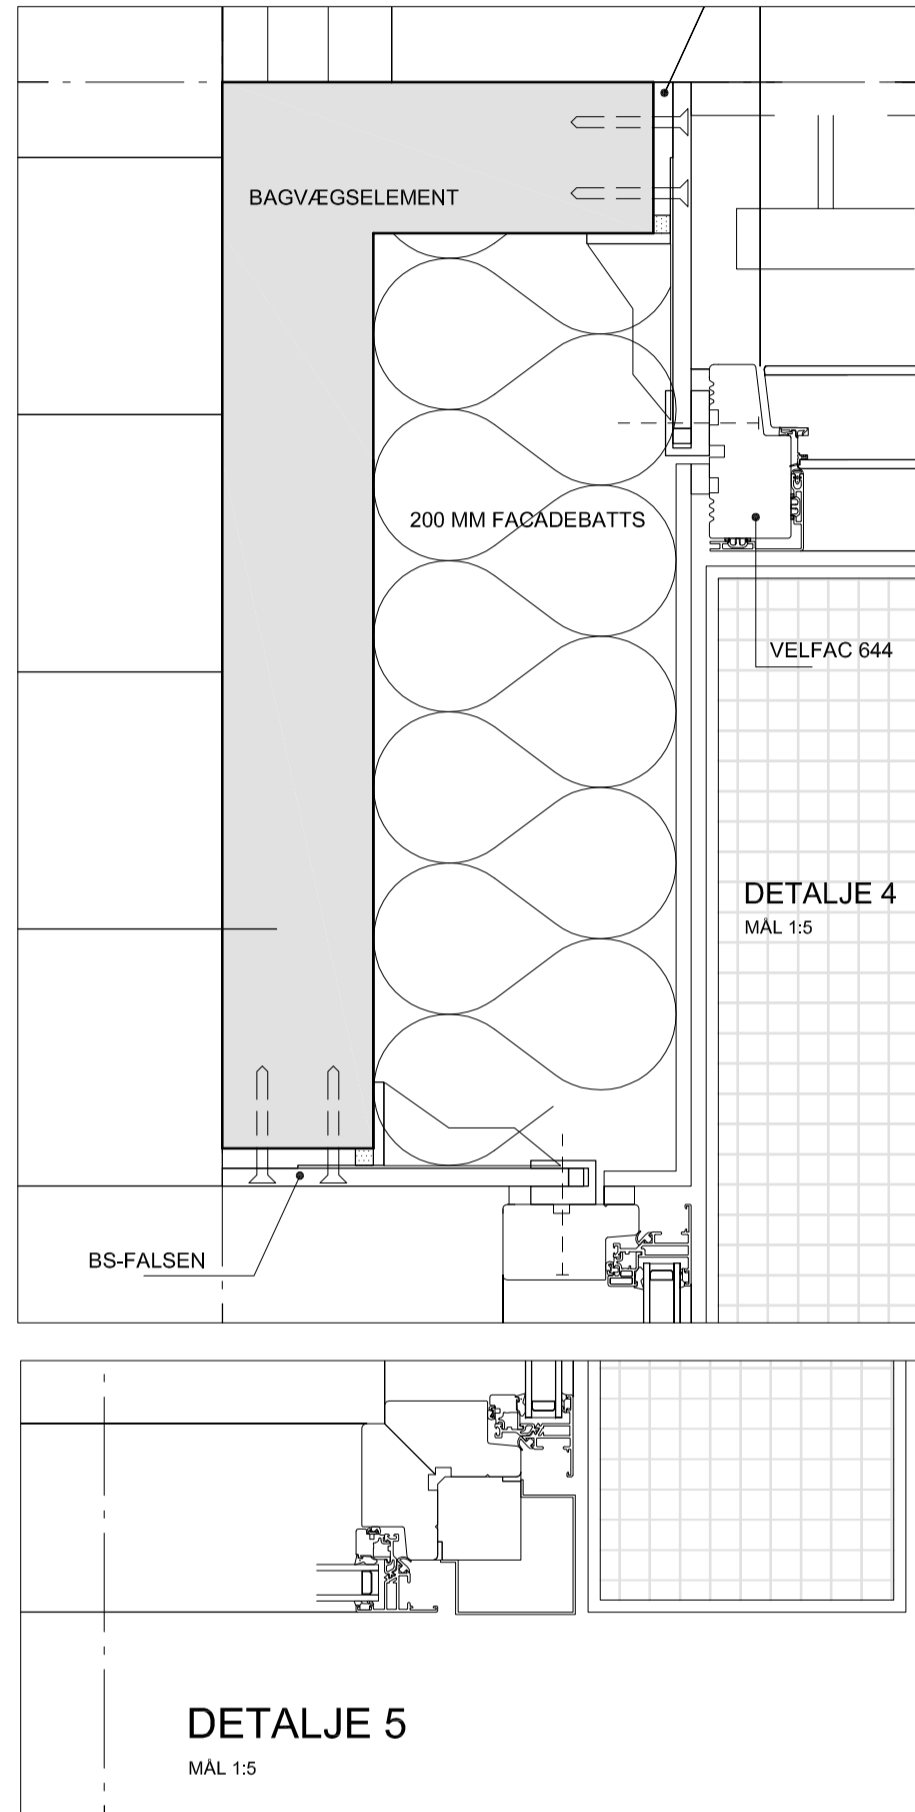 BAGVÆGSELEMENT
200 MM FACADEBATTS
VELFAC 644
DETALJE 4
MÅL 1:5
BS-FALSEN
DETALJE 5
MÅL 1:5